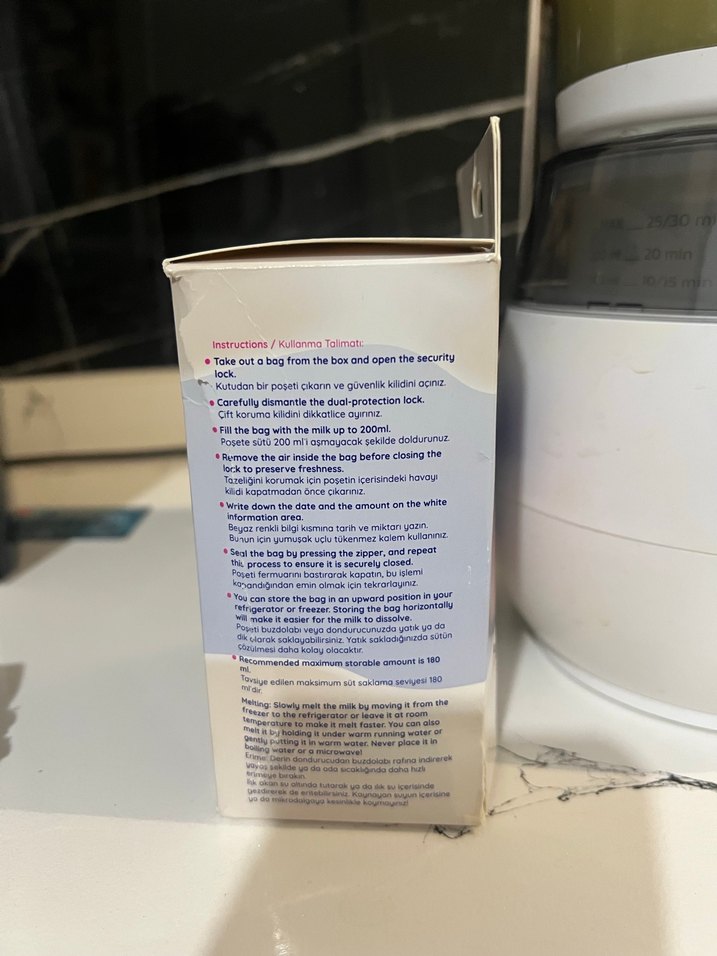 Instructions / Kullanma Talimatı:
Take out a bag from the box and open the security
lock.
Kutudan bir poşeti çıkarın ve güvenlik kilidini açınız.
Carefully dismantle the dual-protection lock.
Çift koruma kilidini dikkatlice ayırınız.
Fill the bag with the milk up to 200ml.
Poşete sütü 200 ml'i aşmayacak şekilde doldurunuz.
Remove the air inside the bag before closing the
lock to preserve freshness.
Tazeliğini korumak için poşetin içerisindeki havayı
kilidi kapatmadan önce çıkarınız.
Write down the date and the amount on the white
information area.
Beyaz renkli bilgi kısmına tarih ve miktarı yazın.
Bunun için yumuşak uçlu tükenmez kalem kullanınız.
Seal the bag by pressing the zipper, and repeat
this process to ensure it is securely closed.
Poşeti fermuarını bastırarak kapatın, bu işlemi
kapandığından emin olmak için tekrarlayınız.
You can store the bag in an upward position in your
refrigerator or freezer. Storing the bag horizontally
will make it easier for the milk to dissolve.
Poşeti buzdolabı veya dondurucunuzda yatık ya da
dik olarak saklayabilirsiniz. Yatık sakladığınızda sütün
çözülmesi daha kolay olacaktır.
Recommended maximum storable amount is 180
ml.
Tavsiye edilen maksimum süt saklama seviyesi 180
ml'dir.
Melting: Slowly melt the milk by moving it from the
freezer to the refrigerator or leave it at room
temperature to make it melt faster. You can also
melt it by holding it under warm running water or
gently putting it in warm water. Never place it in
boiling water or a microwave!
Erime: Derin dondurucudan buzdolabı rafına indirerek
yavaş şekilde ya da oda sıcaklığında daha hızlı
erimeye bırakın.
Ilık akan su altında tutarak ya da ılık su içerisinde
gezdirerek de eritebilirsiniz. Kaynayan suyun içerisine
ya da mikrodalgaya kesinlikle koymayınız!
25/30 m
20 min
10/15 min